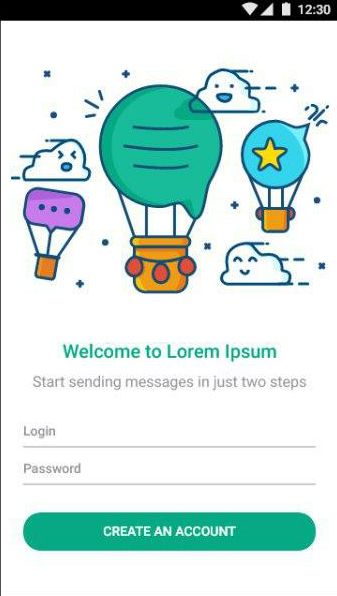 12:30
Welcome to Lorem Ipsum
Start sending messages in just two steps
Login
Password
CREATE AN ACCOUNT